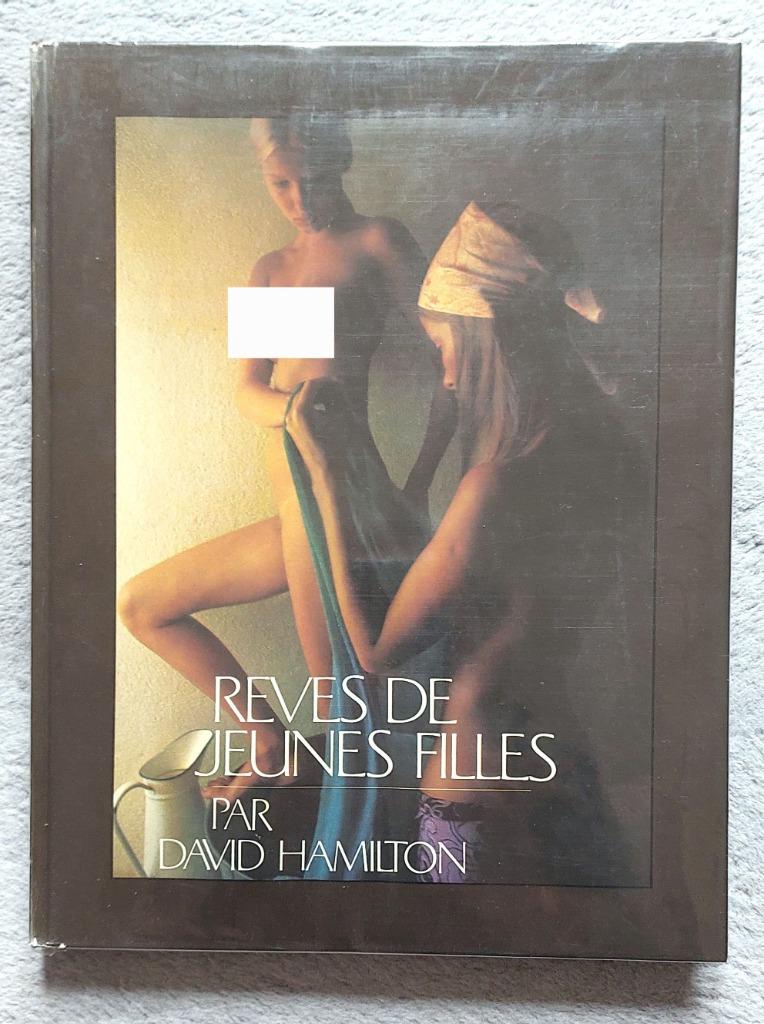 REVES DE
JEUNES FILLES
PAR
DAVID HAMILTON